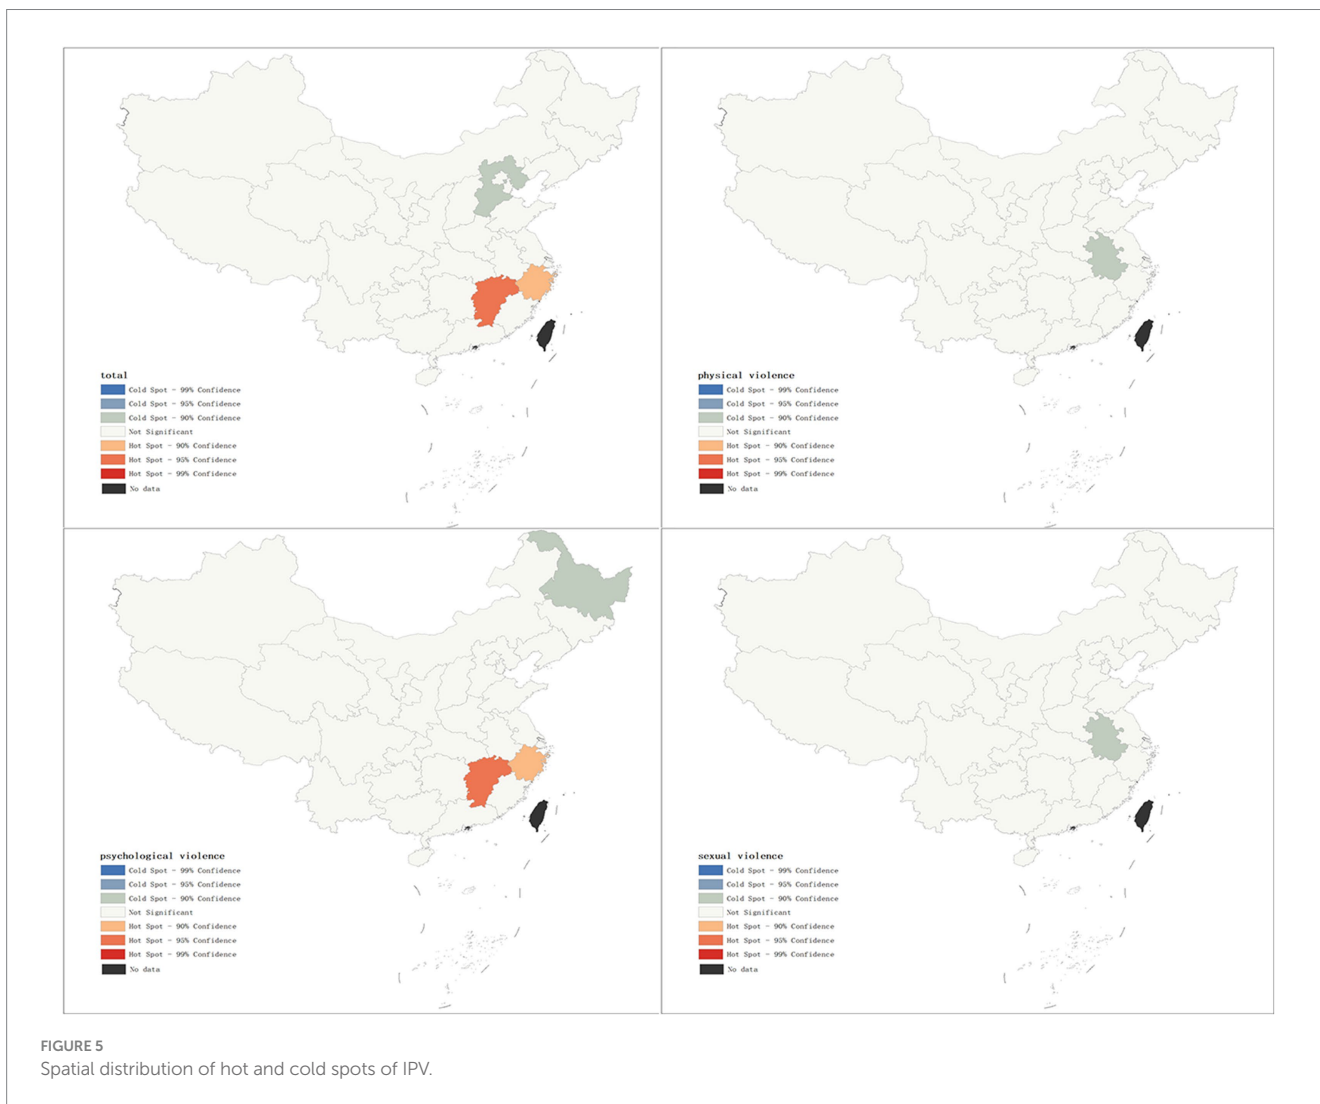 total
Cold Spot - 99% Confidence
Cold Spot - 95% Confidence
Cold Spot - 90% Confidence
Not Significant
Hot Spot - 90% Confidence
Hot Spot - 95% Confidence
Hot Spot - 99% Confidence
No data
physical violence
Cold Spot - 99% Confidence
Cold Spot - 95% Confidence
Cold Spot - 90% Confidence
Not Significant
Hot Spot - 90% Confidence
Hot Spot - 95% Confidence
Hot Spot - 99% Confidence
No data
psychological violence
Cold Spot - 99% Confidence
Cold Spot - 95% Confidence
Cold Spot - 90% Confidence
Not Significant
Hot Spot - 90% Confidence
Hot Spot - 95% Confidence
Hot Spot - 99% Confidence
No data
sexual violence
Cold Spot - 99% Confidence
Cold Spot - 95% Confidence
Cold Spot - 90% Confidence
Not Significant
Hot Spot - 90% Confidence
Hot Spot - 95% Confidence
Hot Spot - 99% Confidence
No data
FIGURE 5
Spatial distribution of hot and cold spots of IPV.